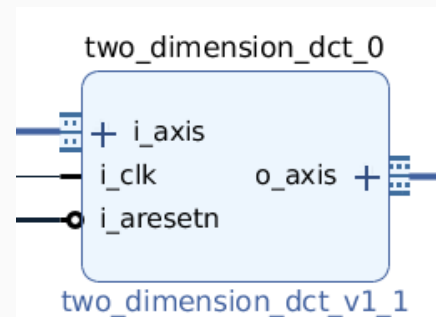 two_dimension_dct_0
i_axis
i_clk
o_axis
i_aresetn
two_dimension_dct_v1_1